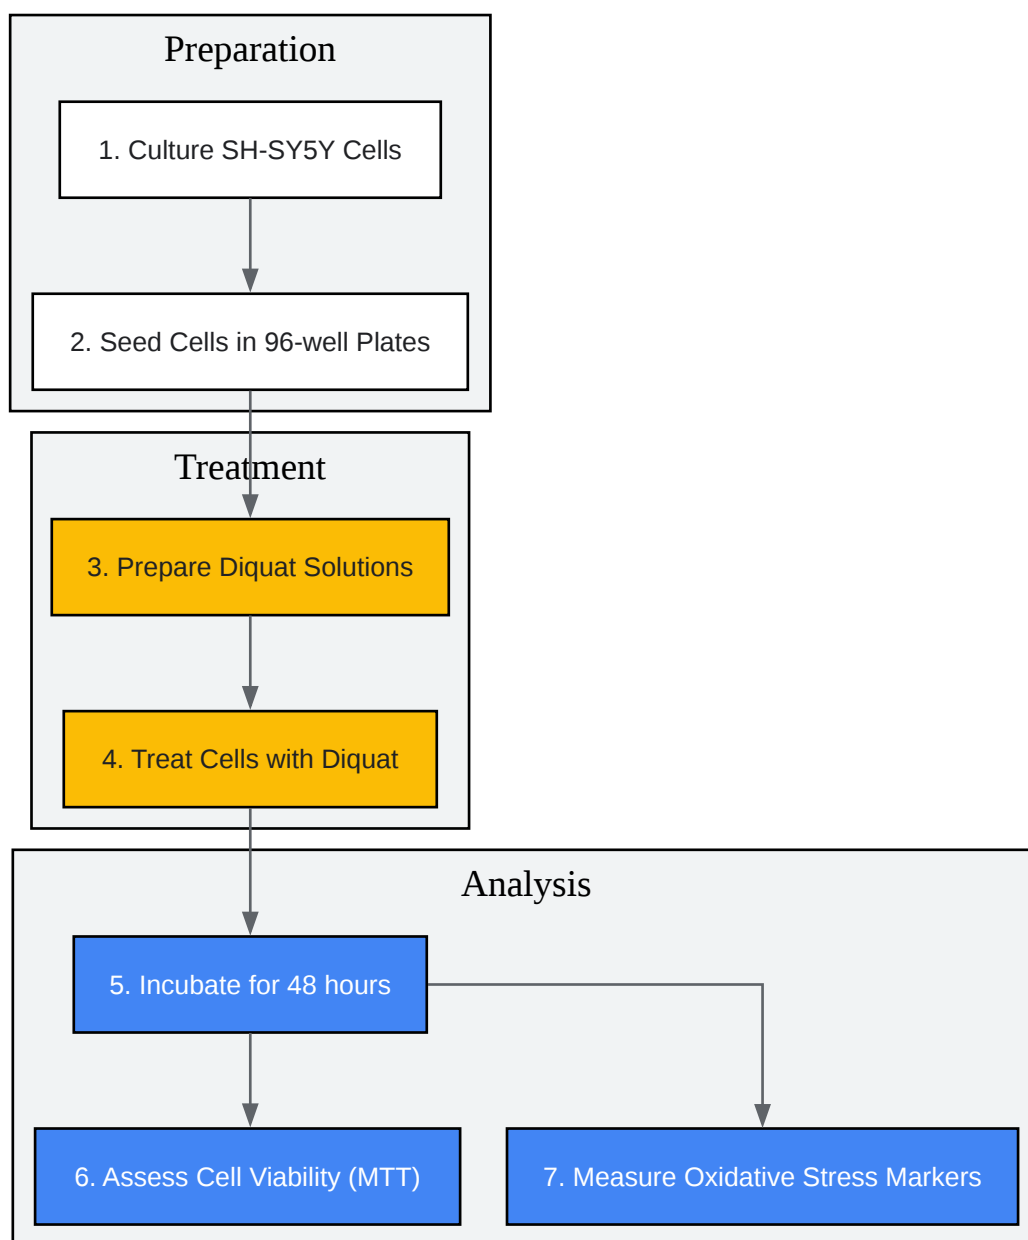 Preparation
1. Culture SH-SY5Y Cells
2. Seed Cells in 96-well Plates
Treatment
3. Prepare Diquat Solutions
4. Treat Cells with Diquat
Analysis
5. Incubate for 48 hours
6. Assess Cell Viability (MTT)
7. Measure Oxidative Stress Markers